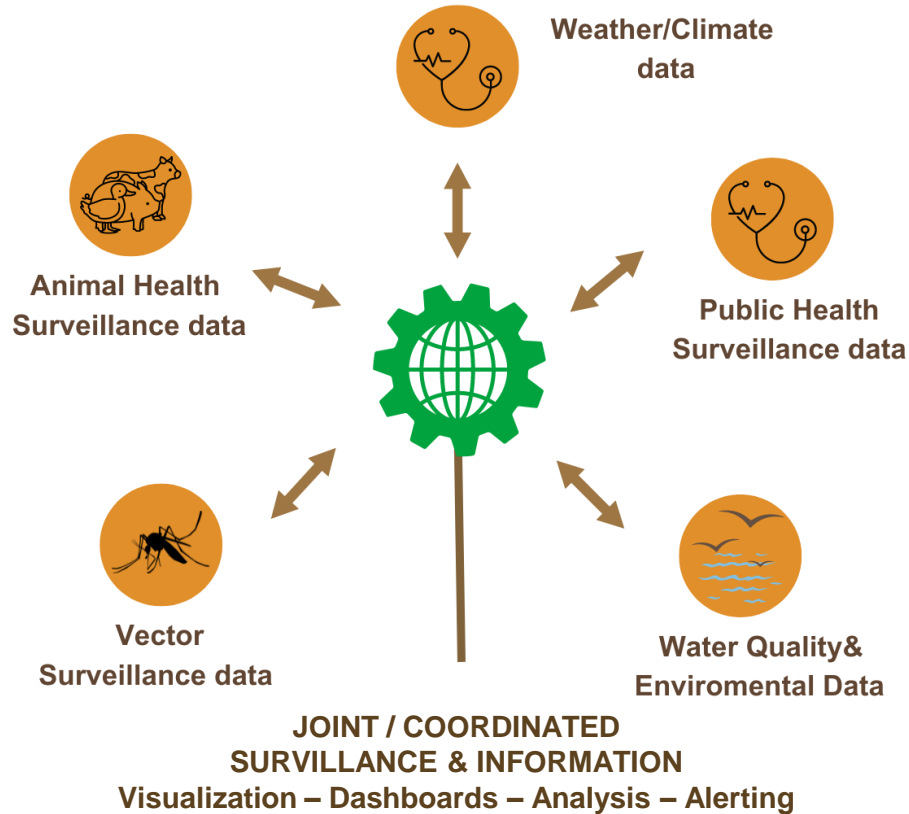 Weather/Climate
data
Animal Health
Surveillance data
Public Health
Surveillance data
Vector
Surveillance data
Water Quality&
Enviromental Data
JOINT / COORDINATED
SURVILLANCE & INFORMATION
Visualization – Dashboards – Analysis – Alerting